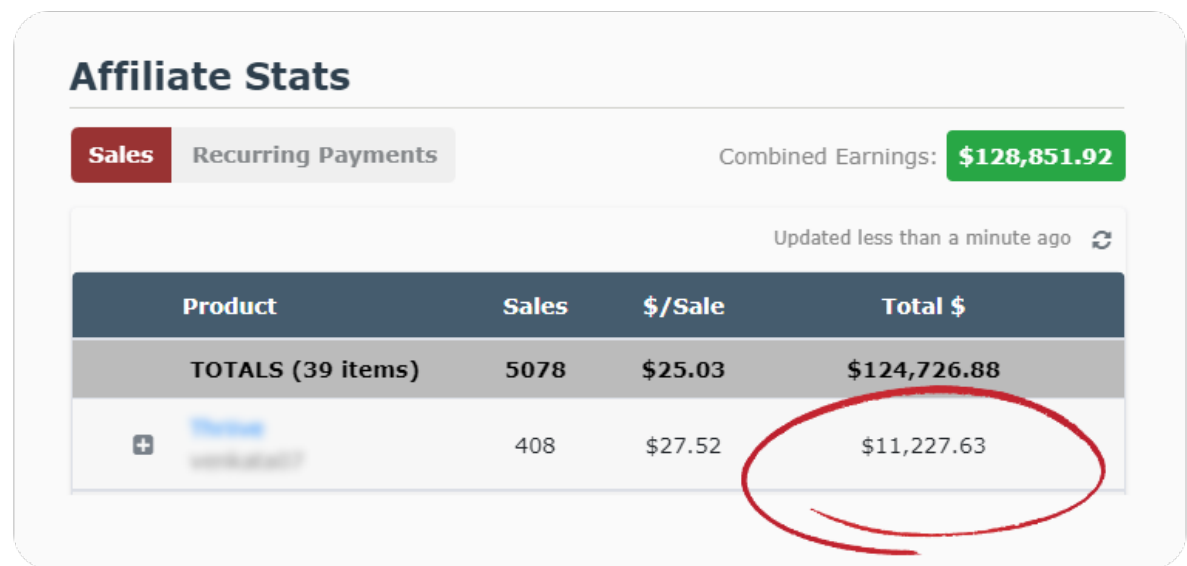 Affiliate Stats
Sales Recurring Payments Combined Earnings: $128,851.92
Updated less than a minute ago
Product Sales $/Sale Total $
TOTALS (39 items) 5078 $25.03 $124,726.88
408 $27.52 $11,227.63